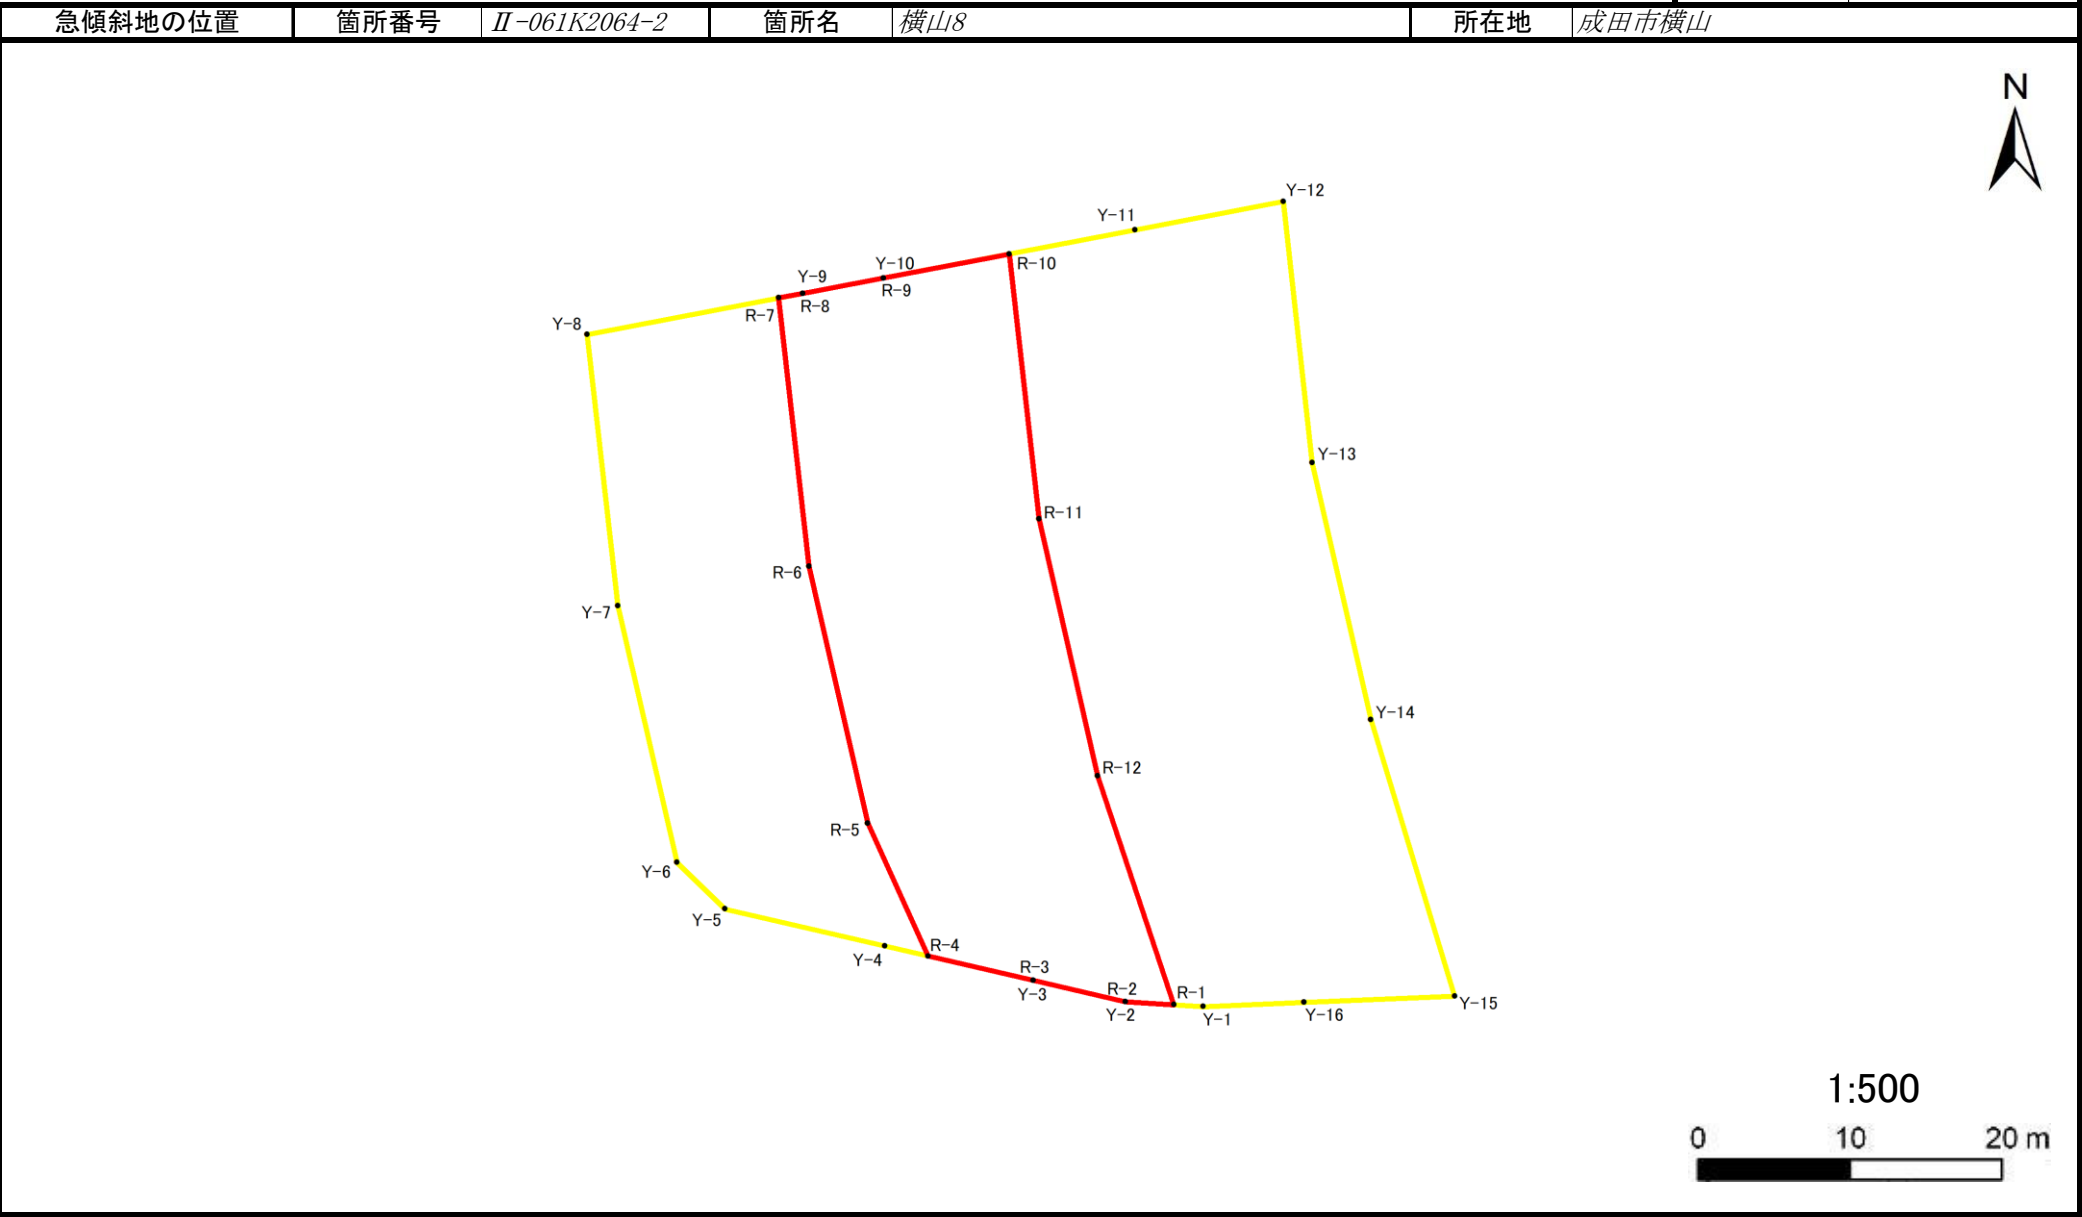 急傾斜地の位置 箇所番号 Ⅱ-061K2064-2 箇所名 横山8 所在地 成田市横山
N
Y-12
Y-11
Y-10
R-10
Y-9
R-9
R-8
R-7
Y-8
Y-13
R-11
R-6
Y-7
Y-14
R-12
R-5
Y-6
Y-5
R-4
Y-4
R-3
Y-3
R-2
R-1
Y-2
Y-1
Y-16
Y-15
1:500
0 10 20 m